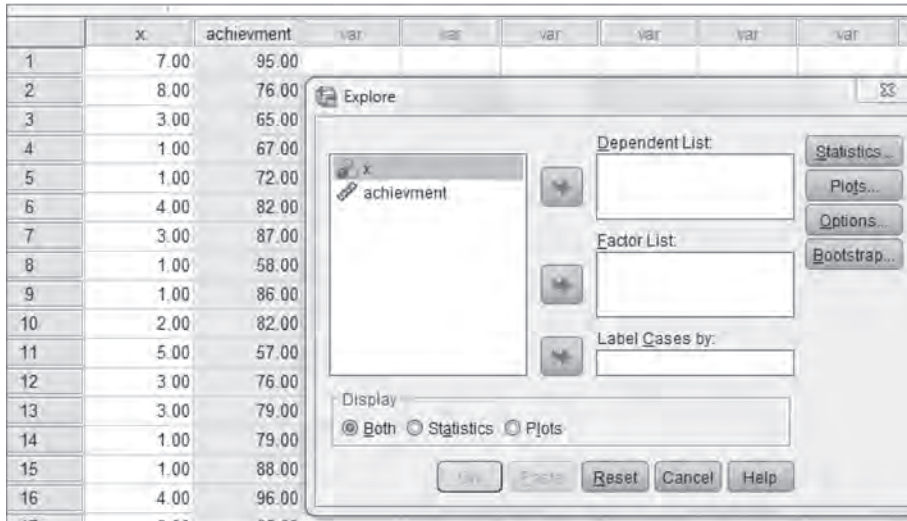 x achievment var var var var var var
1 7.00 95.00
2 8.00 76.00
3 3.00 65.00
4 1.00 67.00
5 1.00 72.00
6 4.00 82.00
7 3.00 87.00
8 1.00 58.00
9 1.00 86.00
10 2.00 82.00
11 5.00 57.00
12 3.00 76.00
13 3.00 79.00
14 1.00 79.00
15 1.00 88.00
16 4.00 96.00
Explore
x
achievment
Dependent List:
Factor List:
Label Cases by:
Statistics...
Plots...
Options...
Bootstrap...
Display
Both Statistics Plots
Paste Reset Cancel Help